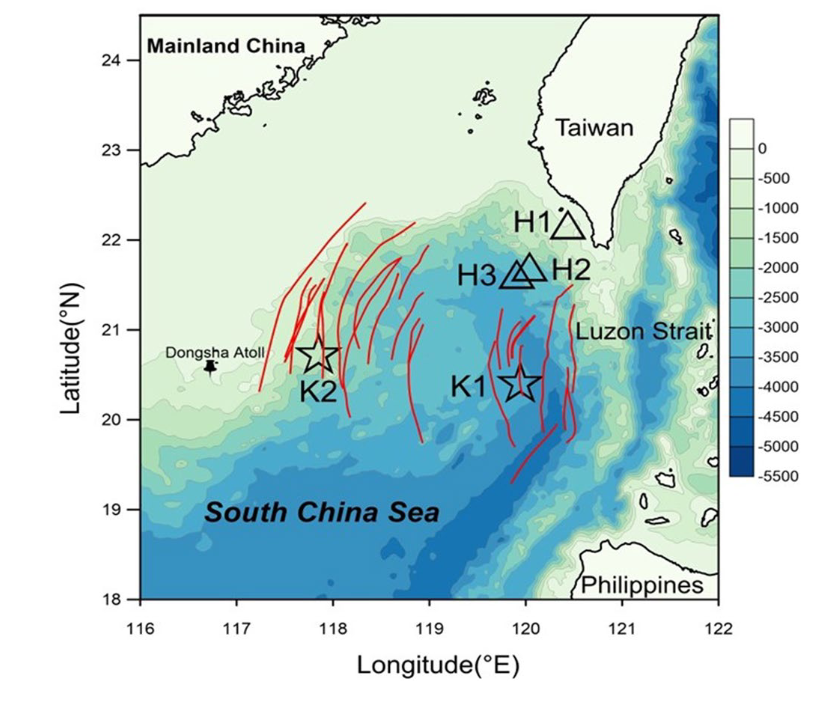 Mainland China
Taiwan
H1
H2
H3
Luzon Strait
Dongsha Atoll
K2
K1
South China Sea
Philippines
24
23
22
21
20
19
18
Latitude(°N)
116
117
118
119
120
121
122
Longitude(°E)
0
-500
-1000
-1500
-2000
-2500
-3000
-3500
-4000
-4500
-5000
-5500